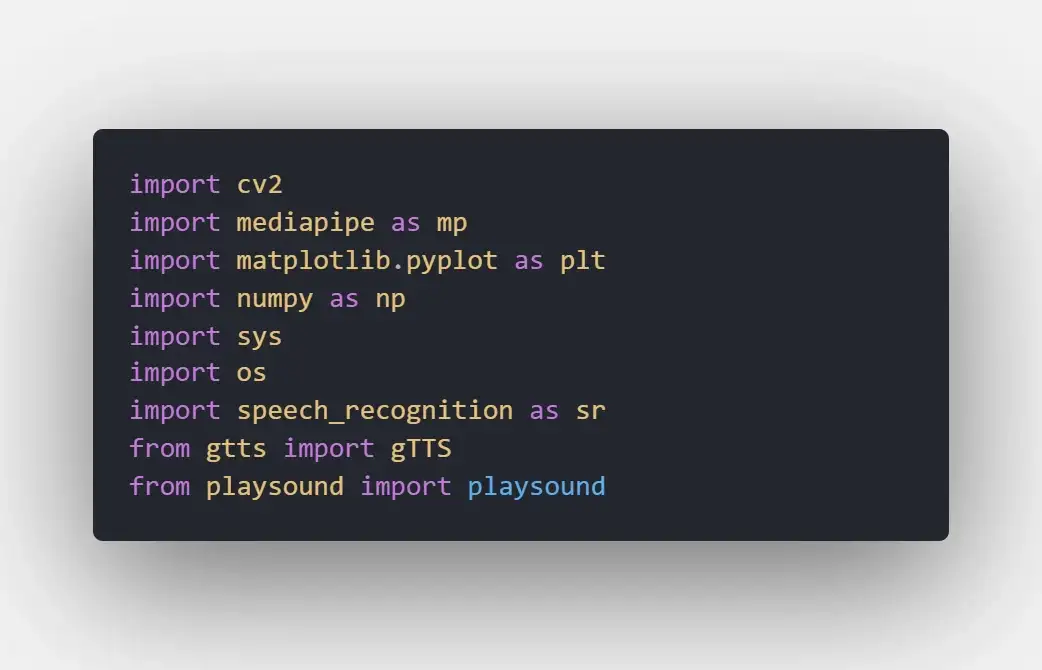 import cv2
import mediapipe as mp
import matplotlib.pyplot as plt
import numpy as np
import sys
import os
import speech_recognition as sr
from gtts import gTTS
from playsound import playsound